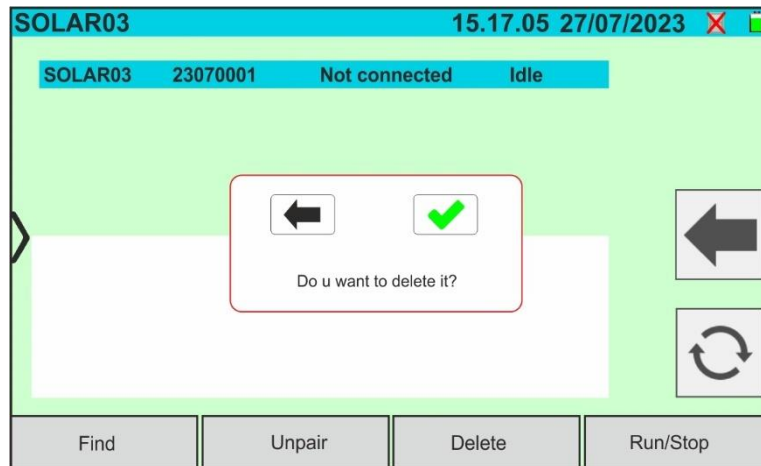 SOLAR03 15.17.05 27/07/2023
SOLAR03 23070001 Not connected Idle
Do u want to delete it?
Find Unpair Delete Run/Stop